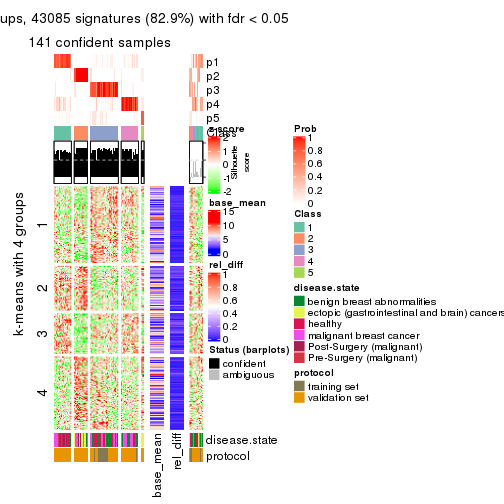 ups, 43085 signatures (82.9%) with fdr < 0.05
141 confident samples
p1
p2
p3
p4
p5
Class
z-score
2
1
0
-1
-2
Silhouette
score
base_mean
15
10
5
0
rel_diff
1
0.8
0.6
0.4
0.2
0
Status (barplots)
confident
ambiguous
Prob
1
0.8
0.6
0.4
0.2
0
Class
1
2
3
4
5
disease.state
benign breast abnormalities
ectopic (gastrointestinal and brain) cancers
healthy
malignant breast cancer
Post-Surgery (malignant)
Pre-Surgery (malignant)
protocol
training set
validation set
k-means with 4 groups
1
2
3
4
disease.state
protocol
base_mean
rel_diff